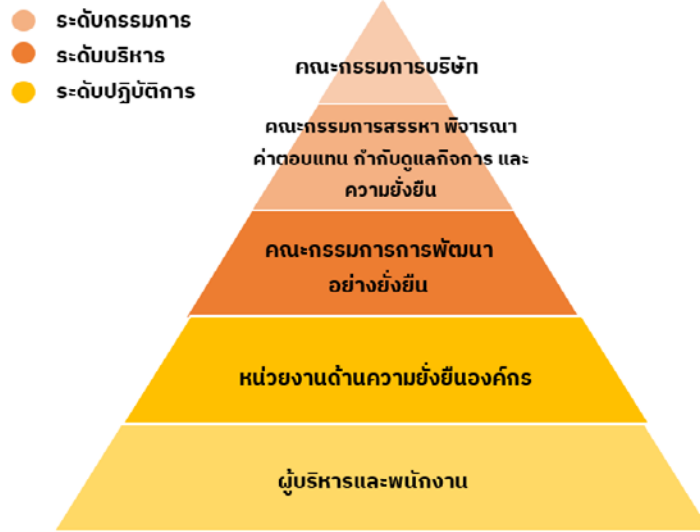 ระดับกรรมการ
ระดับบริหาร
ระดับปฏิบัติการ
คณะกรรมการบริษัท
คณะกรรมการสรรหา พิจารณา
ค่าตอบแทน กำกับดูแลกิจการ และ
ความยั่งยืน
คณะกรรมการการพัฒนา
อย่างยั่งยืน
หน่วยงานด้านความยั่งยืนองค์กร
ผู้บริหารและพนักงาน